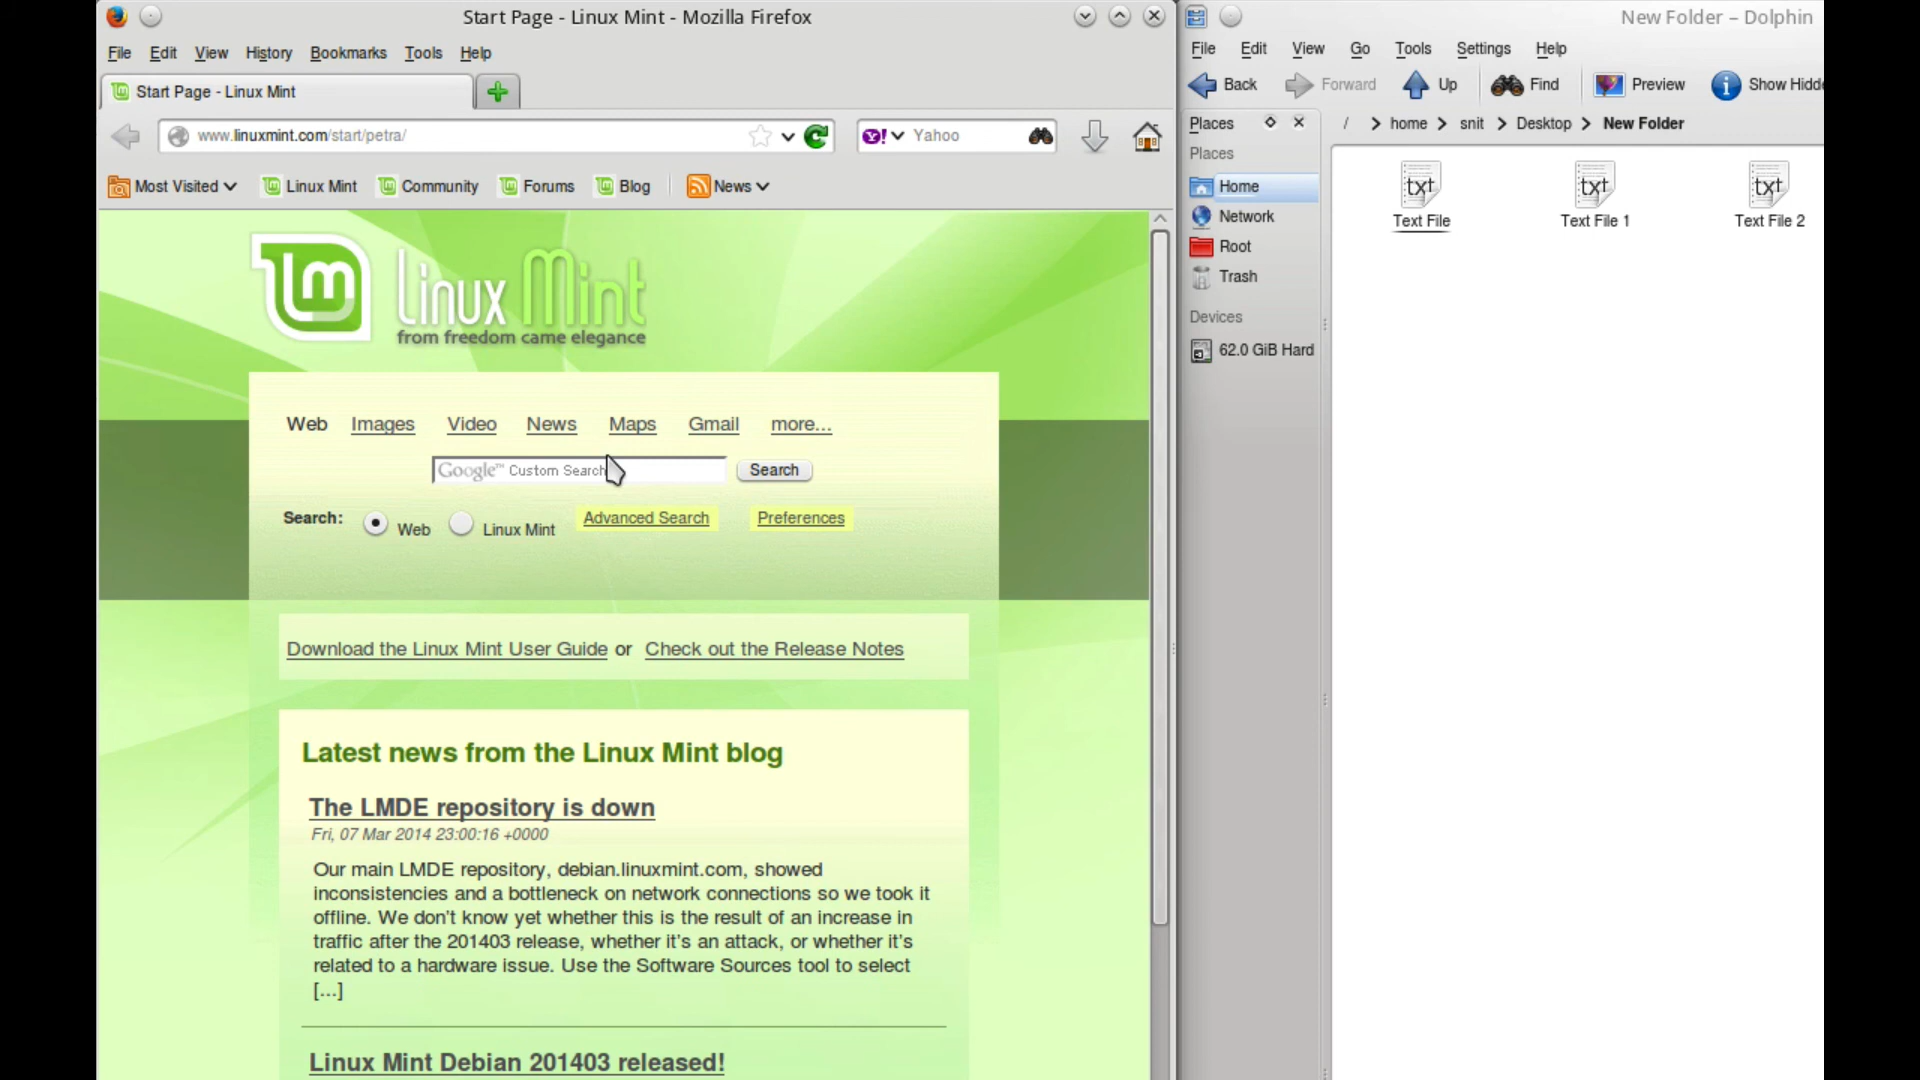 Start Page - Linux Mint - Mozilla Firefox
File Edit View History Bookmarks Tools Help
Start Page - Linux Mint
www.linuxmint.com/start/petra/
Y! Yahoo
Most Visited Linux Mint Community Forums Blog News
lm Linux Mint
from freedom came elegance
Web Images Video News Maps Gmail more...
Google™ Custom Search Search
Search: Web Linux Mint Advanced Search Preferences
Download the Linux Mint User Guide or Check out the Release Notes
Latest news from the Linux Mint blog
The LMDE repository is down
Fri, 07 Mar 2014 23:00:16 +0000
Our main LMDE repository, debian.linuxmint.com, showed
inconsistencies and a bottleneck on network connections so we took it
offline. We don't know yet whether this is the result of an increase in
traffic after the 201403 release, whether it's an attack, or whether it's
related to a hardware issue. Use the Software Sources tool to select
[...]
Linux Mint Debian 201403 released!
New Folder – Dolphin
File Edit View Go Tools Settings Help
Back Forward Up Find Preview Show Hidde
Places
/ > home > snit > Desktop > New Folder
Places
Home
Network
Root
Trash
Devices
62.0 GiB Hard
txt txt txt
Text File Text File 1 Text File 2